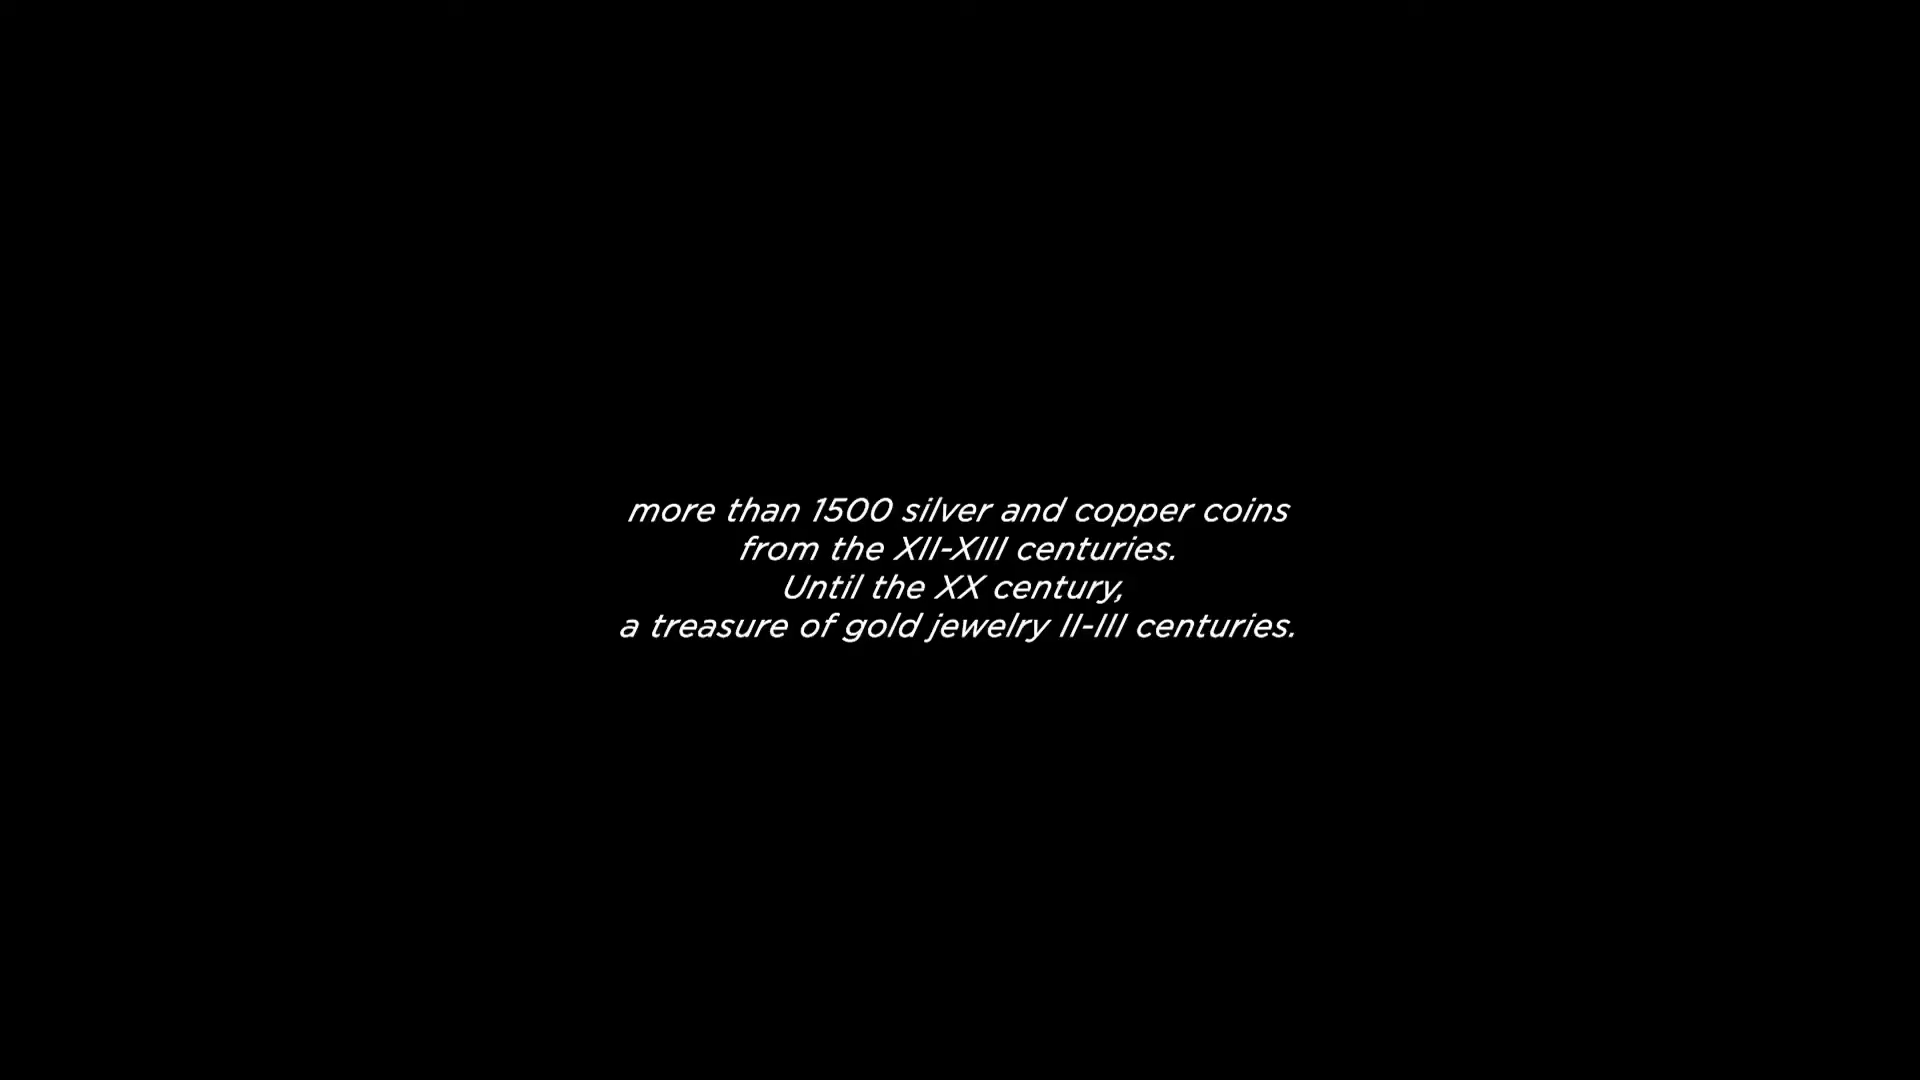 more than 1500 silver and copper coins
from the XII-XIII centuries.
Until the XX century,
a treasure of gold jewelry II-III centuries.